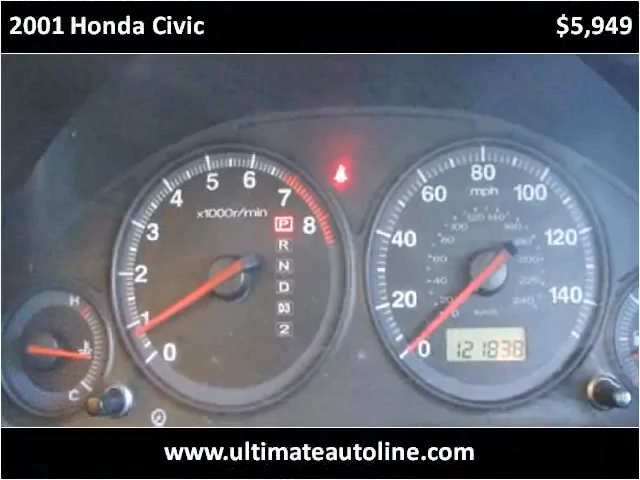 2001 Honda Civic
$5,949
0
1
2
3
4
5
6
7
8
x1000r/min
P
R
N
D
D3
2
H
C
0
20
40
60
80
100
120
140
mph
121838
www.ultimateautoline.com